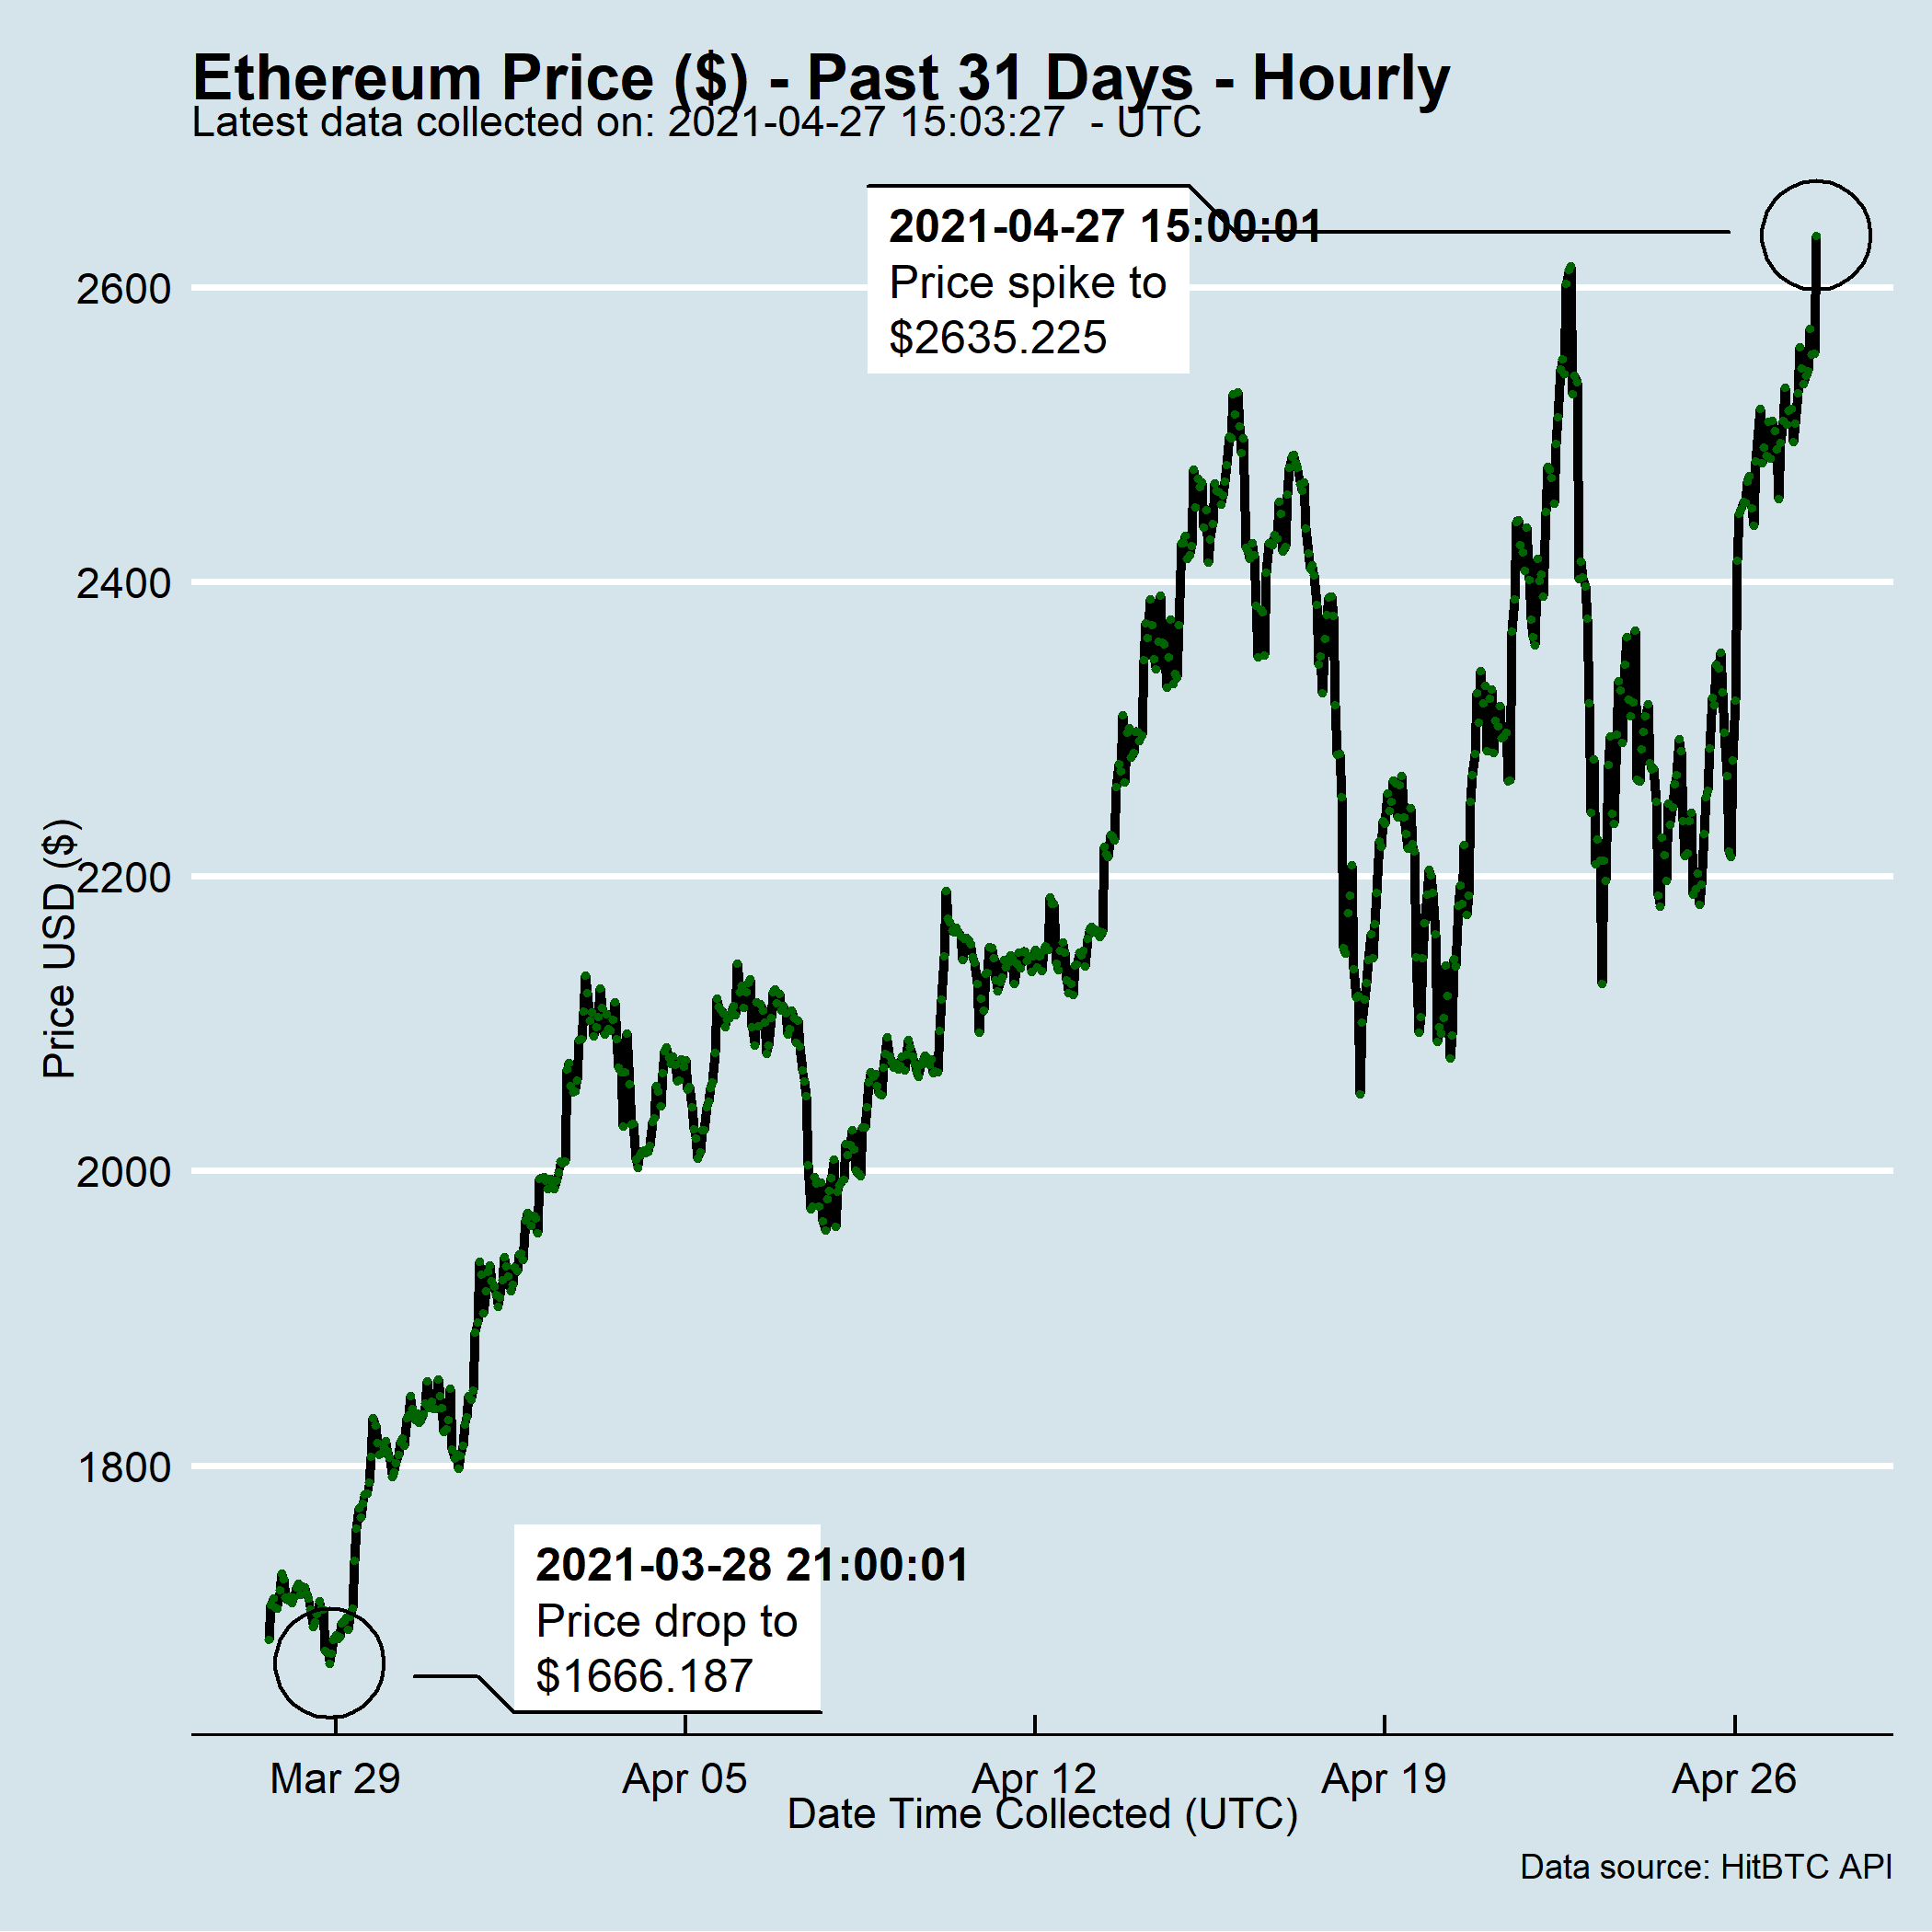 Ethereum Price ($) - Past 31 Days - Hourly
Latest data collected on: 2021-04-27 15:03:27  - UTC
2021-04-27 15:00:01
Price spike to
$2635.225
2600
2400
2200
2000
1800
Price USD ($)
2021-03-28 21:00:01
Price drop to
$1666.187
Mar 29
Apr 05
Apr 12
Apr 19
Apr 26
Date Time Collected (UTC)
Data source: HitBTC API